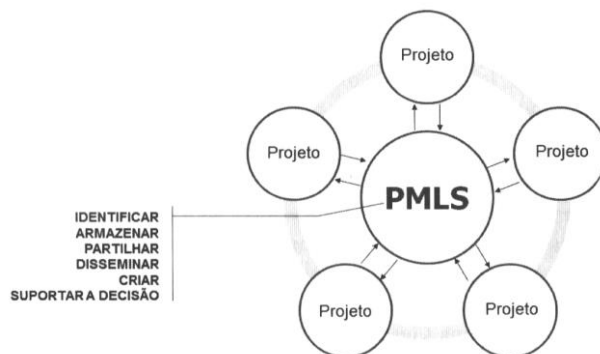 Projeto
Projeto
Projeto
PMLS
IDENTIFICAR
ARMAZENAR
PARTILHAR
DISSEMINAR
CRIAR
SUPORTAR A DECISÃO
Projeto
Projeto